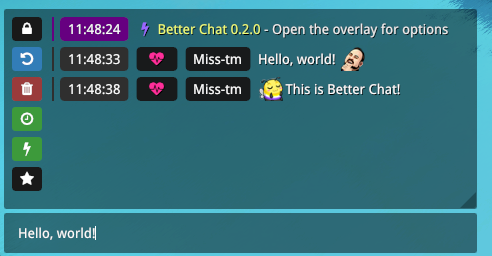 11:48:24 Better Chat 0.2.0 - Open the overlay for options
11:48:33 Miss-tm Hello, world!
11:48:38 Miss-tm This is Better Chat!
Hello, world!